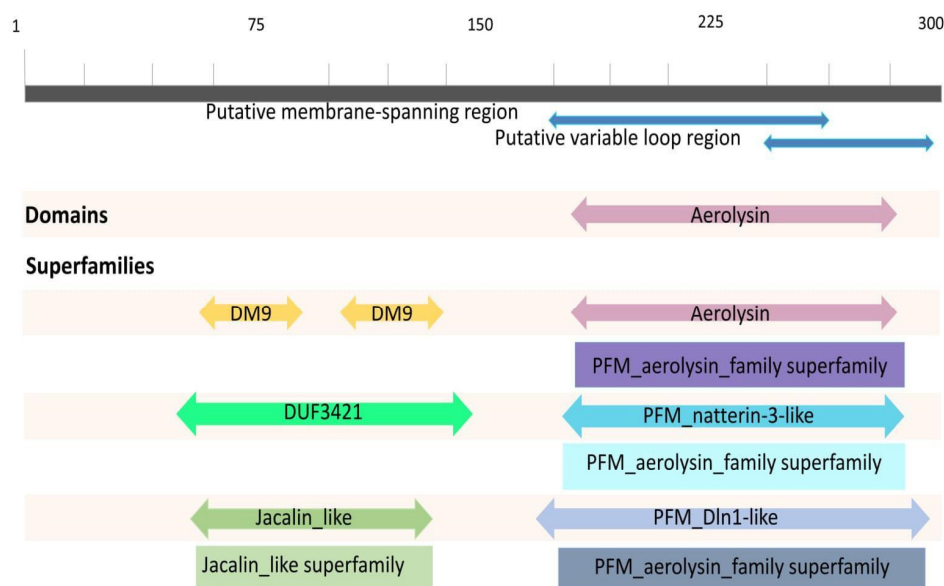 1 75 150 225 300
Putative membrane-spanning region
Putative variable loop region
Domains Aerolysin
Superfamilies
DM9 DM9 Aerolysin
PFM_aerolysin_family superfamily
DUF3421 PFM_natterin-3-like
PFM_aerolysin_family superfamily
Jacalin_like PFM_Dln1-like
Jacalin_like superfamily PFM_aerolysin_family superfamily